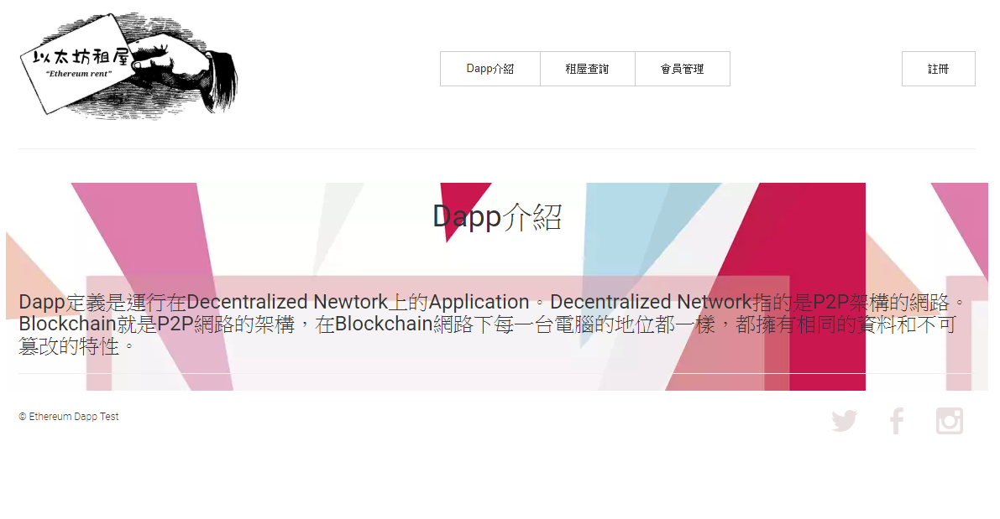 以太坊租屋
“Ethereum rent”
Dapp介紹
租屋查詢
會員管理
註冊
Dapp介紹
Dapp定義是運行在Decentralized Newtork上的Application。Decentralized Network指的是P2P架構的網路。
Blockchain就是P2P網路的架構，在Blockchain網路下每一台電腦的地位都一樣，都擁有相同的資料和不可
篡改的特性。
© Ethereum Dapp Test